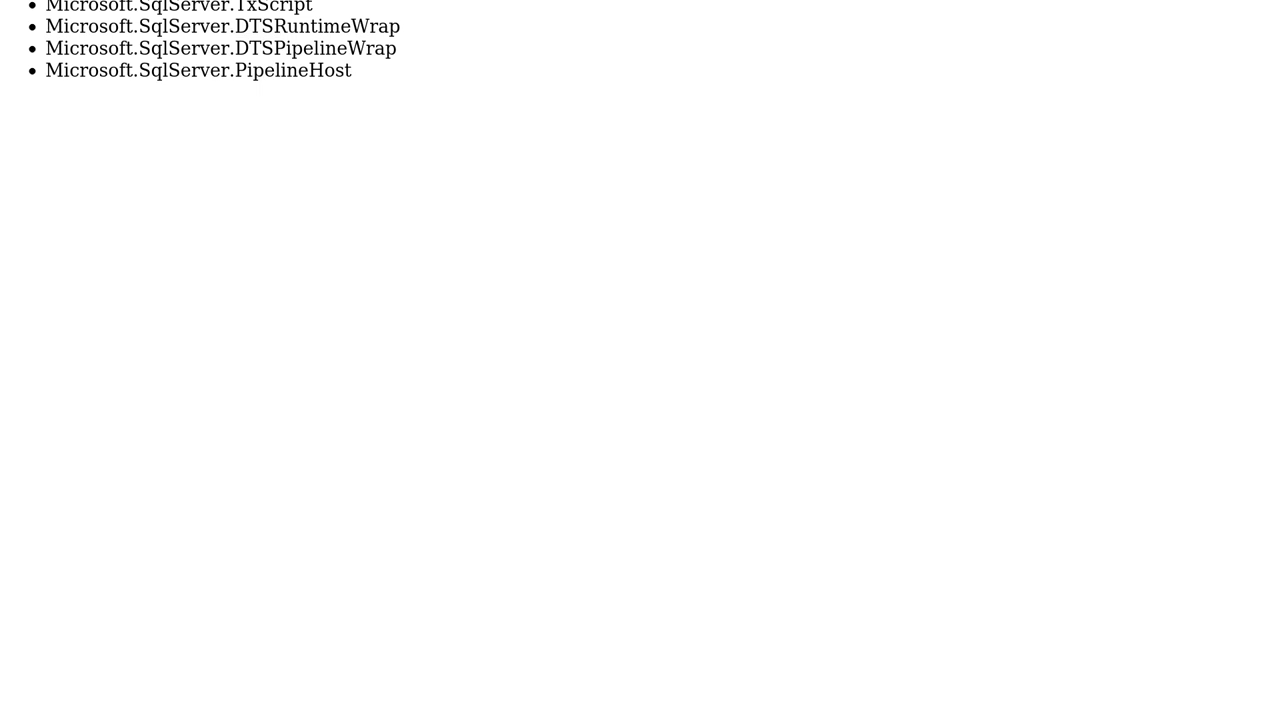 • Microsoft.SqlServer.TxScript
• Microsoft.SqlServer.DTSRuntimeWrap
• Microsoft.SqlServer.DTSPipelineWrap
• Microsoft.SqlServer.PipelineHost